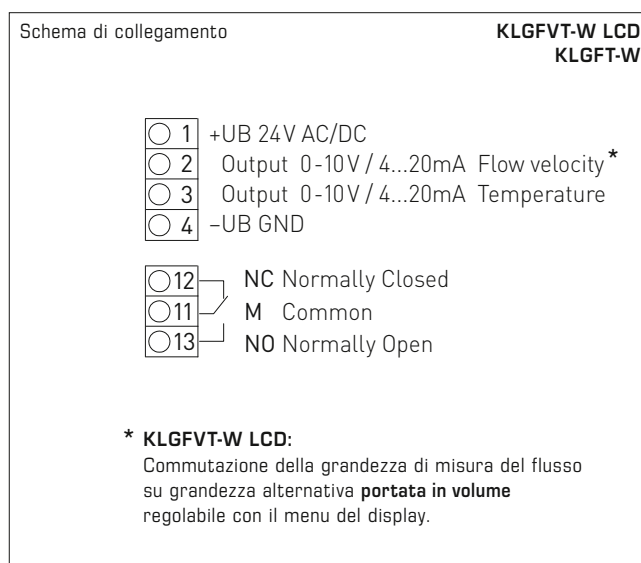 Schema di collegamento KLGFVT-W LCD
KLGFT-W
1 +UB 24V AC/DC
2 Output 0-10V / 4...20mA Flow velocity*
3 Output 0-10V / 4...20mA Temperature
4 –UB GND
12 NC Normally Closed
11 M Common
13 NO Normally Open
* KLGFVT-W LCD:
Commutazione della grandezza di misura del flusso
su grandezza alternativa portata in volume
regolabile con il menu del display.